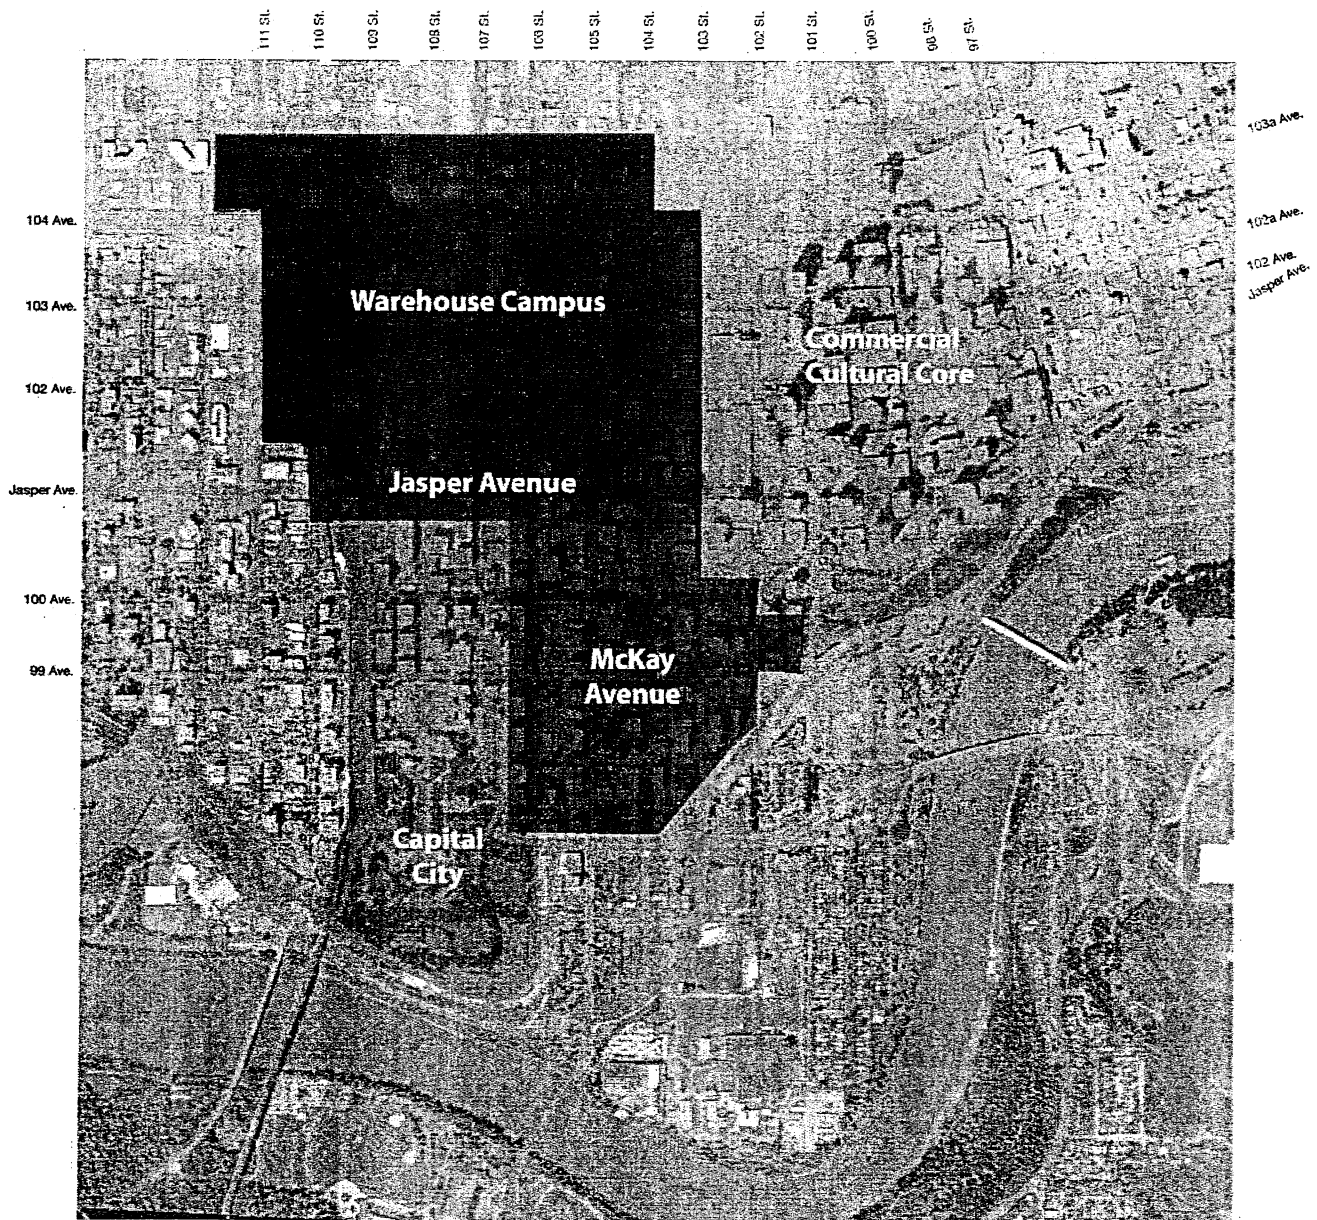 111 St.
110 St.
109 St.
108 St.
107 St.
106 St.
105 St.
104 St.
103 St.
102 St.
101 St.
100 St.
98 St.
97 St.
103a Ave.
104 Ave.
102a Ave.
102 Ave.
Jasper Ave.
103 Ave.
Warehouse Campus
Commercial
Cultural Core
102 Ave.
Jasper Ave.
Jasper Avenue
100 Ave.
99 Ave.
McKay
Avenue
Capital
City